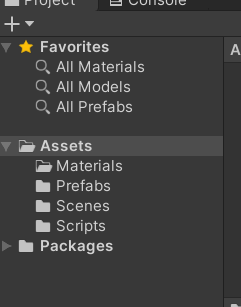 Project
Console
Favorites
All Materials
All Models
All Prefabs
A
Assets
Materials
Prefabs
Scenes
Scripts
Packages